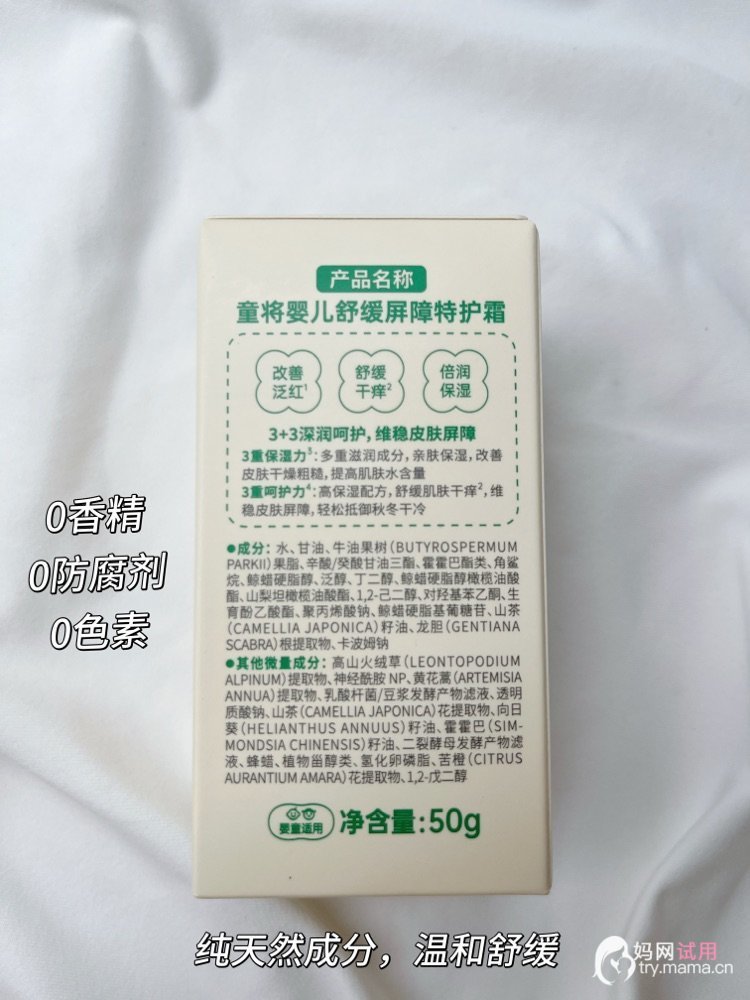 产品名称
童将婴儿舒缓屏障特护霜
改善
泛红1
舒缓
干痒2
倍润
保湿
3+3深润呵护,维稳皮肤屏障
3重保湿力3:多重滋润成分,亲肤保湿,改善
皮肤干燥粗糙,提高肌肤水含量
3重呵护力4:高保湿配方,舒缓肌肤干痒2,维
稳皮肤屏障,轻松抵御秋冬干冷
●成分:水、甘油、牛油果树(BUTYROSPERMUM
PARKII)果脂、辛酸/癸酸甘油三酯、霍霍巴酯类、角鲨
烷、鲸蜡硬脂醇、泛醇、丁二醇、鲸蜡硬脂醇橄榄油酸
酯、山梨坦橄榄油酸酯、1,2-己二醇、对羟基苯乙酮、生
育酚乙酸酯、聚丙烯酸钠、鲸蜡硬脂基葡糖苷、山茶
(CAMELLIA JAPONICA)籽油、龙胆(GENTIANA
SCABRA)根提取物、卡波姆钠
●其他微量成分:高山火绒草(LEONTOPODIUM
ALPINUM)提取物、神经酰胺 NP、黄花蒿(ARTEMISIA
ANNUA)提取物、乳酸杆菌/豆浆发酵产物滤液、透明
质酸钠、山茶(CAMELLIA JAPONICA)花提取物、向日
葵(HELIANTHUS ANNUUS)籽油、霍霍巴(SIM-
MONDSIA CHINENSIS)籽油、二裂酵母发酵产物滤
液、蜂蜡、植物甾醇类、氢化卵磷脂、苦橙(CITRUS
AURANTIUM AMARA)花提取物、1,2-戊二醇
婴童适用
净含量:50g
0香精
0防腐剂
0色素
纯天然成分，温和舒缓
妈网试用
try.mama.cn